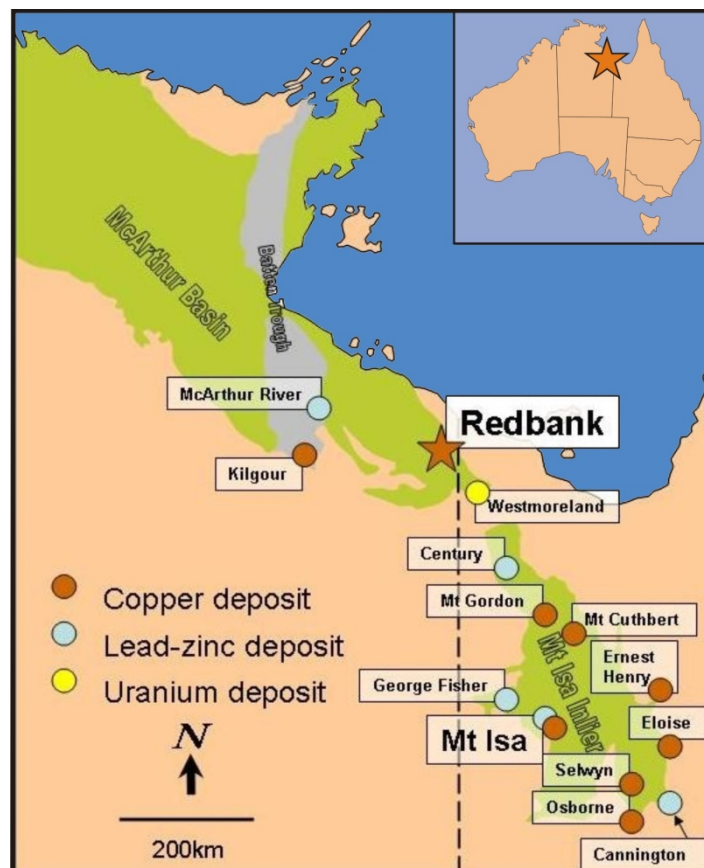 McArthur Basin
Batten Trough
McArthur River
Kilgour
Redbank
Westmoreland
Century
Mt Gordon
Mt Cuthbert
Ernest
Henry
George Fisher
Mt Isa Inlier
Eloise
Mt Isa
Selwyn
Osborne
Cannington
Copper deposit
Lead-zinc deposit
Uranium deposit
N
200km